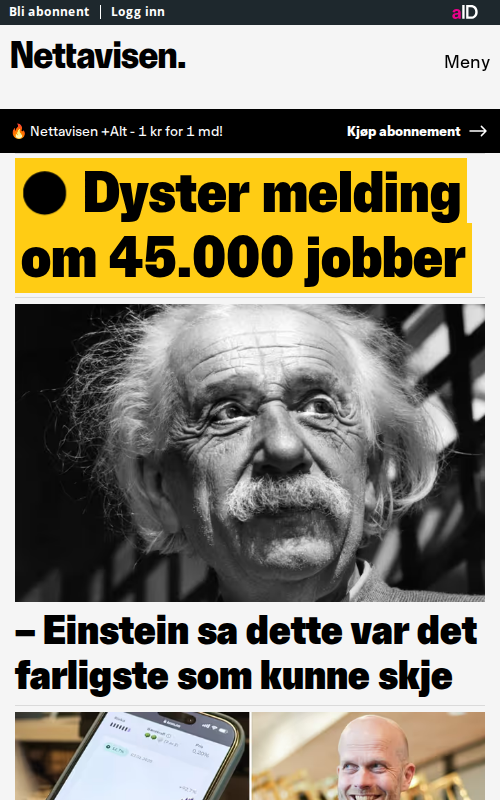 Bli abonnent
Logg inn
aID
Nettavisen.
Meny
🔥 Nettavisen +Alt - 1 kr for 1 md!
Kjøp abonnement →
Dyster melding
om 45.000 jobber
– Einstein sa dette var det
farligste som kunne skje